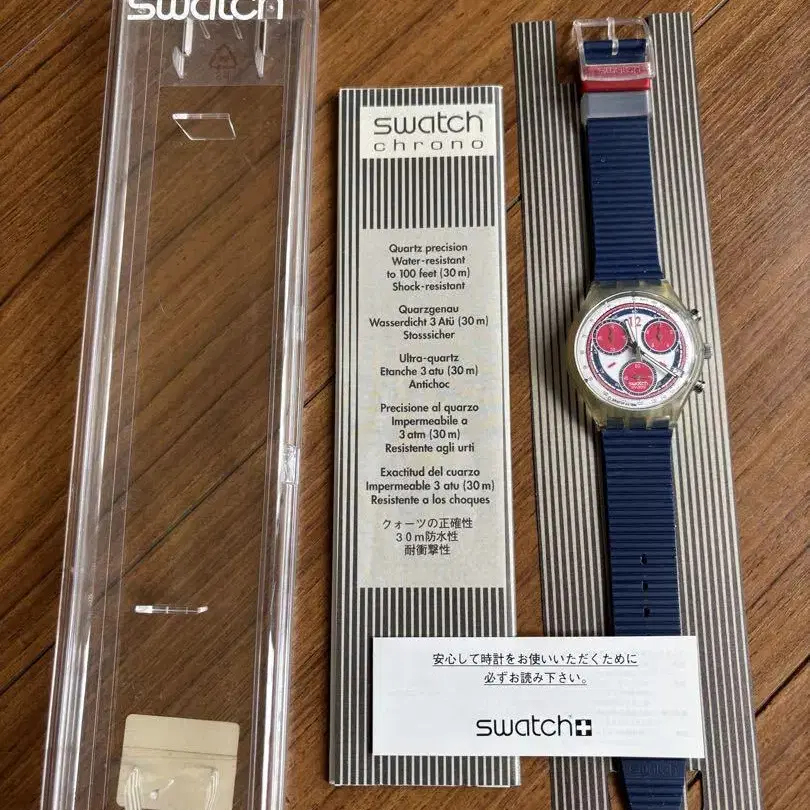 swatch
swatch
chrono
Quartz precision
Water-resistant
to 100 feet (30 m)
Shock-resistant
Quarzgenau
Wasserdicht 3 Atü (30 m)
Stosssicher
Ultra-quartz
Etanche 3 atu (30 m)
Antichoc
Precisione al quarzo
Impermeabile a
3 atm (30 m)
Resistente agli urti
Exactitud del cuarzo
Impermeable 3 atu (30 m)
Resistente a los choques
クォーツの正確性
30m防水性
耐衝撃性
12
swatch
安心して時計をお使いいただくために
必ずお読み下さい。
swatch
swatch